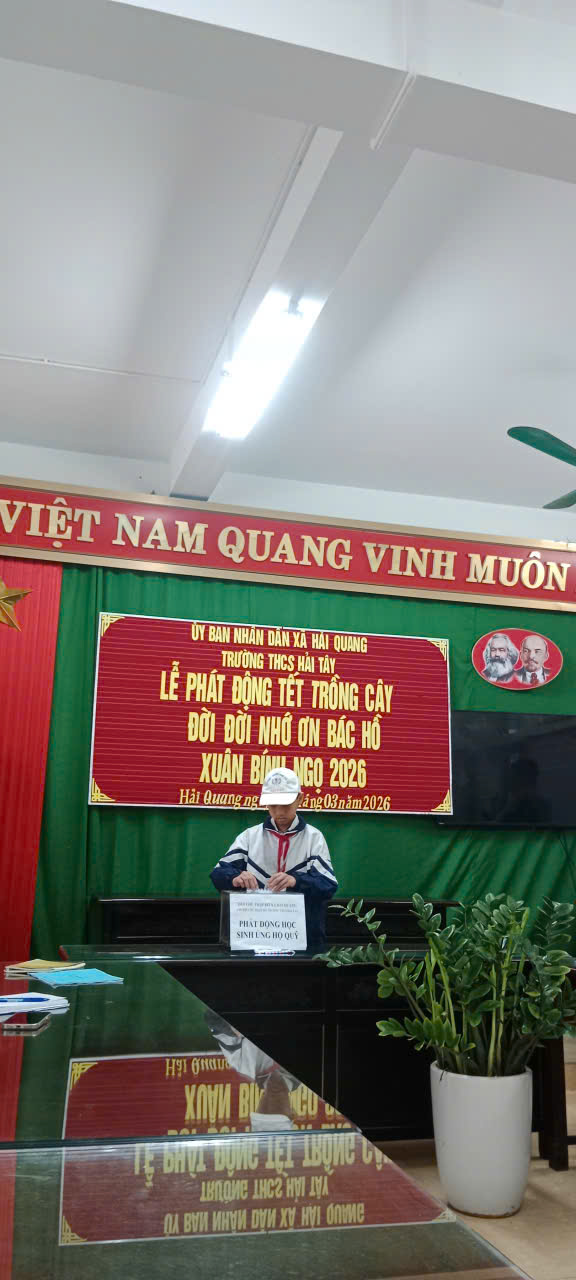 VIỆT NAM QUANG VINH MUÔN
ỦY BAN NHÂN DÂN XÃ HẢI QUANG
TRƯỜNG THCS HẢI TÂY
LỄ PHÁT ĐỘNG TẾT TRỒNG CÂY
ĐỜI ĐỜI NHỚ ƠN BÁC HỒ
XUÂN BÍNH NGỌ 2026
Hải Quang ng áng 03 năm 2026
PHÁT ĐỘNG HỌC
SINH ỦNG HỘ QUỸ